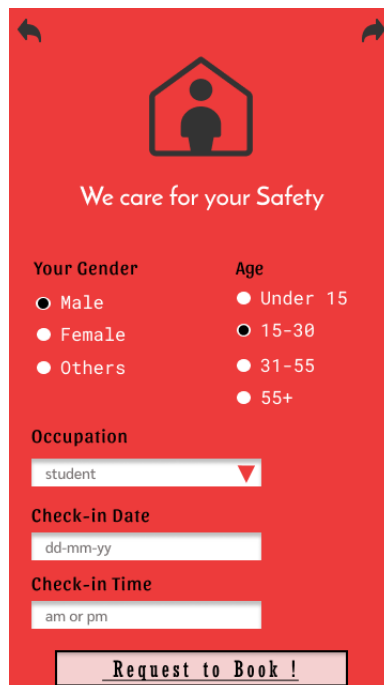 We care for your Safety
Your Gender
Male
Female
Others
Age
Under 15
15-30
31-55
55+
Occupation
student
Check-in Date
dd-mm-yy
Check-in Time
am or pm
Request to Book !